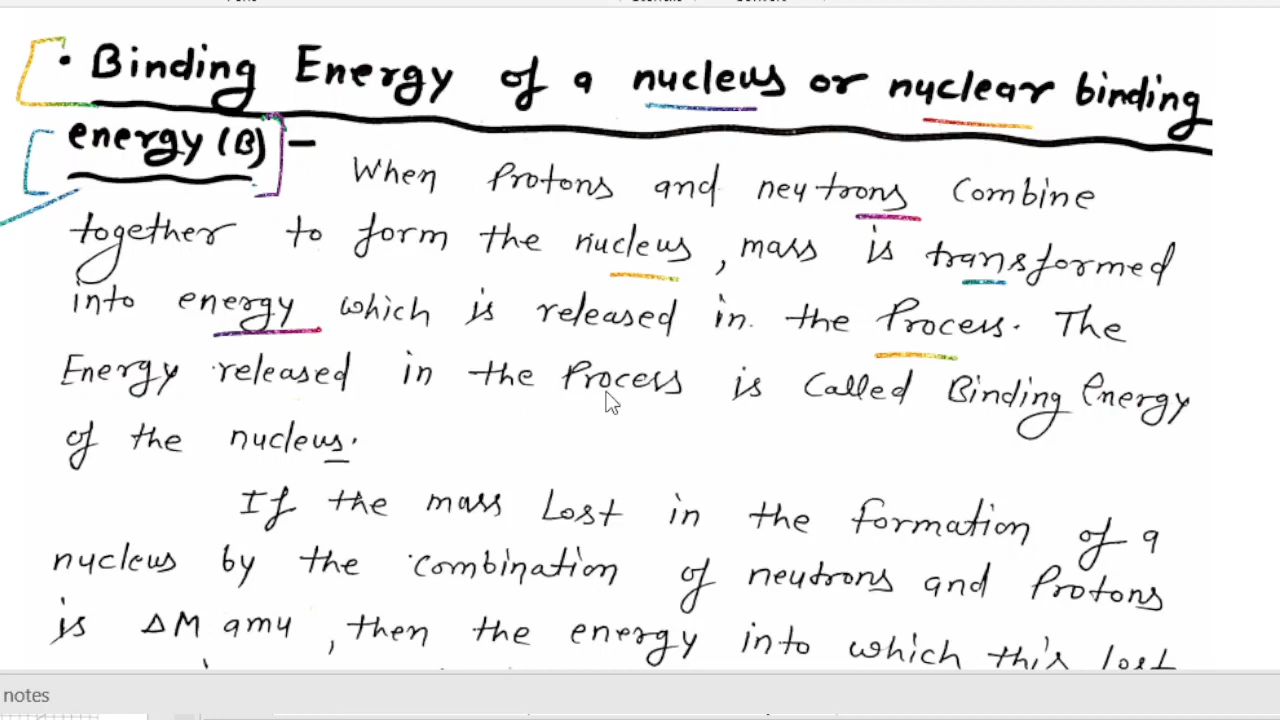 • Binding Energy of a nucleus or nuclear binding
energy (B) –
When Protons and neutrons Combine
together to form the nucleus, mass is transformed
into energy which is released in the Process. The
Energy released in the Process is Called Binding Energy
of the nucleus.
If the mass Lost in the formation of a
nucleus by the combination of neutrons and Protons
is ΔM amu, then the energy into which this lost
notes